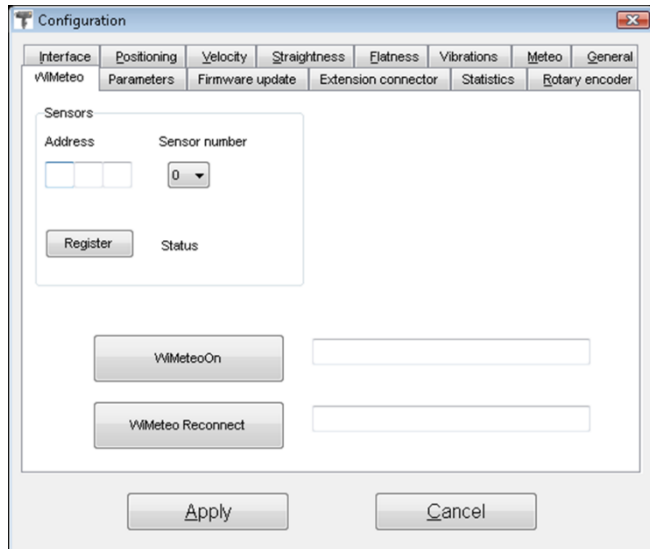 Configuration
Interface Positioning Velocity Straightness Flatness Vibrations Meteo General
WiMeteo Parameters Firmware update Extension connector Statistics Rotary encoder
Sensors
Address Sensor number
0
Register Status
WiMeteoOn
WiMeteo Reconnect
Apply Cancel